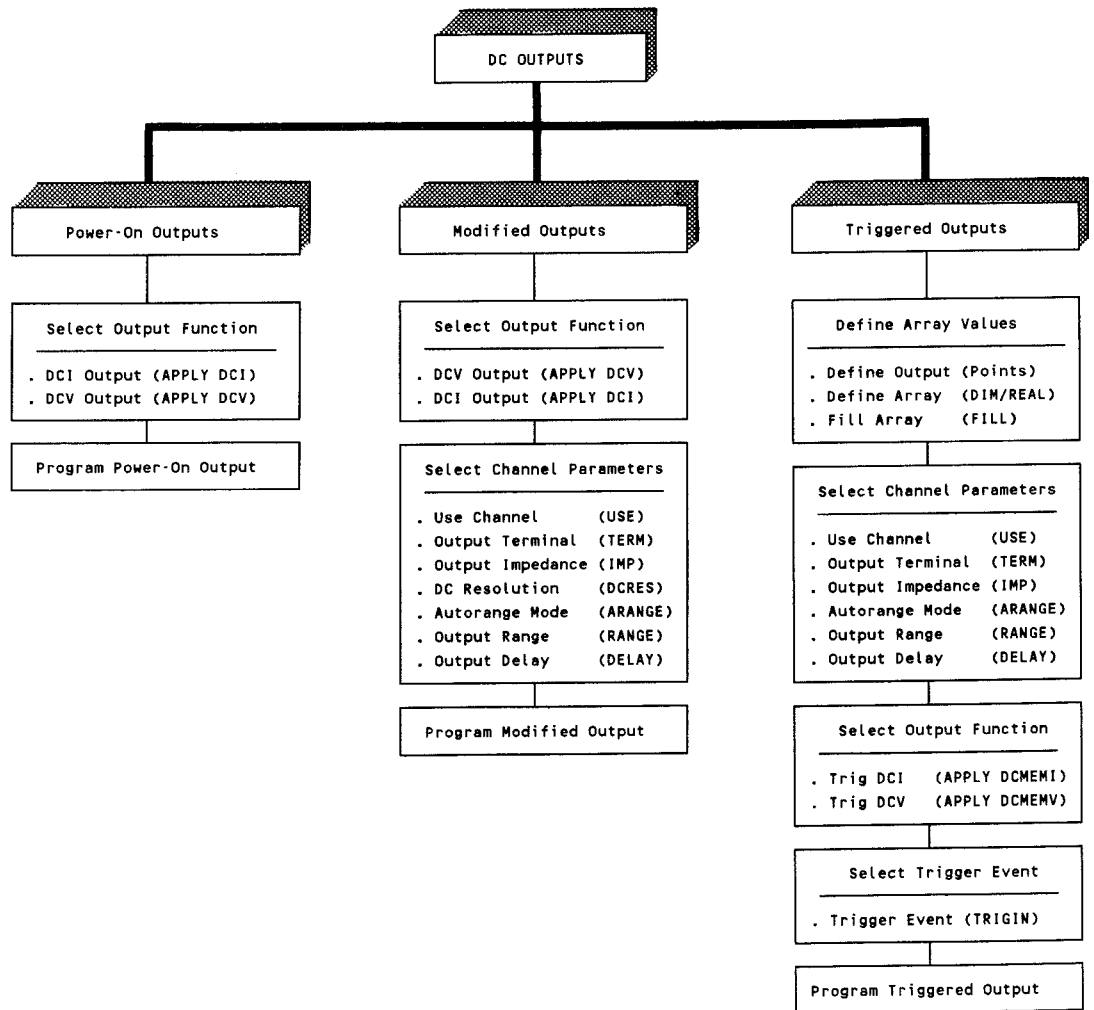 DC OUTPUTS
Power-On Outputs
Select Output Function
. DCI Output (APPLY DCI)
. DCV Output (APPLY DCV)
Program Power-On Output
Modified Outputs
Select Output Function
. DCV Output (APPLY DCV)
. DCI Output (APPLY DCI)
Select Channel Parameters
. Use Channel (USE)
. Output Terminal (TERM)
. Output Impedance (IMP)
. DC Resolution (DCRES)
. Autorange Mode (ARANGE)
. Output Range (RANGE)
. Output Delay (DELAY)
Program Modified Output
Triggered Outputs
Define Array Values
. Define Output (Points)
. Define Array (DIM/REAL)
. Fill Array (FILL)
Select Channel Parameters
. Use Channel (USE)
. Output Terminal (TERM)
. Output Impedance (IMP)
. Autorange Mode (ARANGE)
. Output Range (RANGE)
. Output Delay (DELAY)
Select Output Function
. Trig DCI (APPLY DCMEMI)
. Trig DCV (APPLY DCMEMV)
Select Trigger Event
. Trigger Event (TRIGIN)
Program Triggered Output